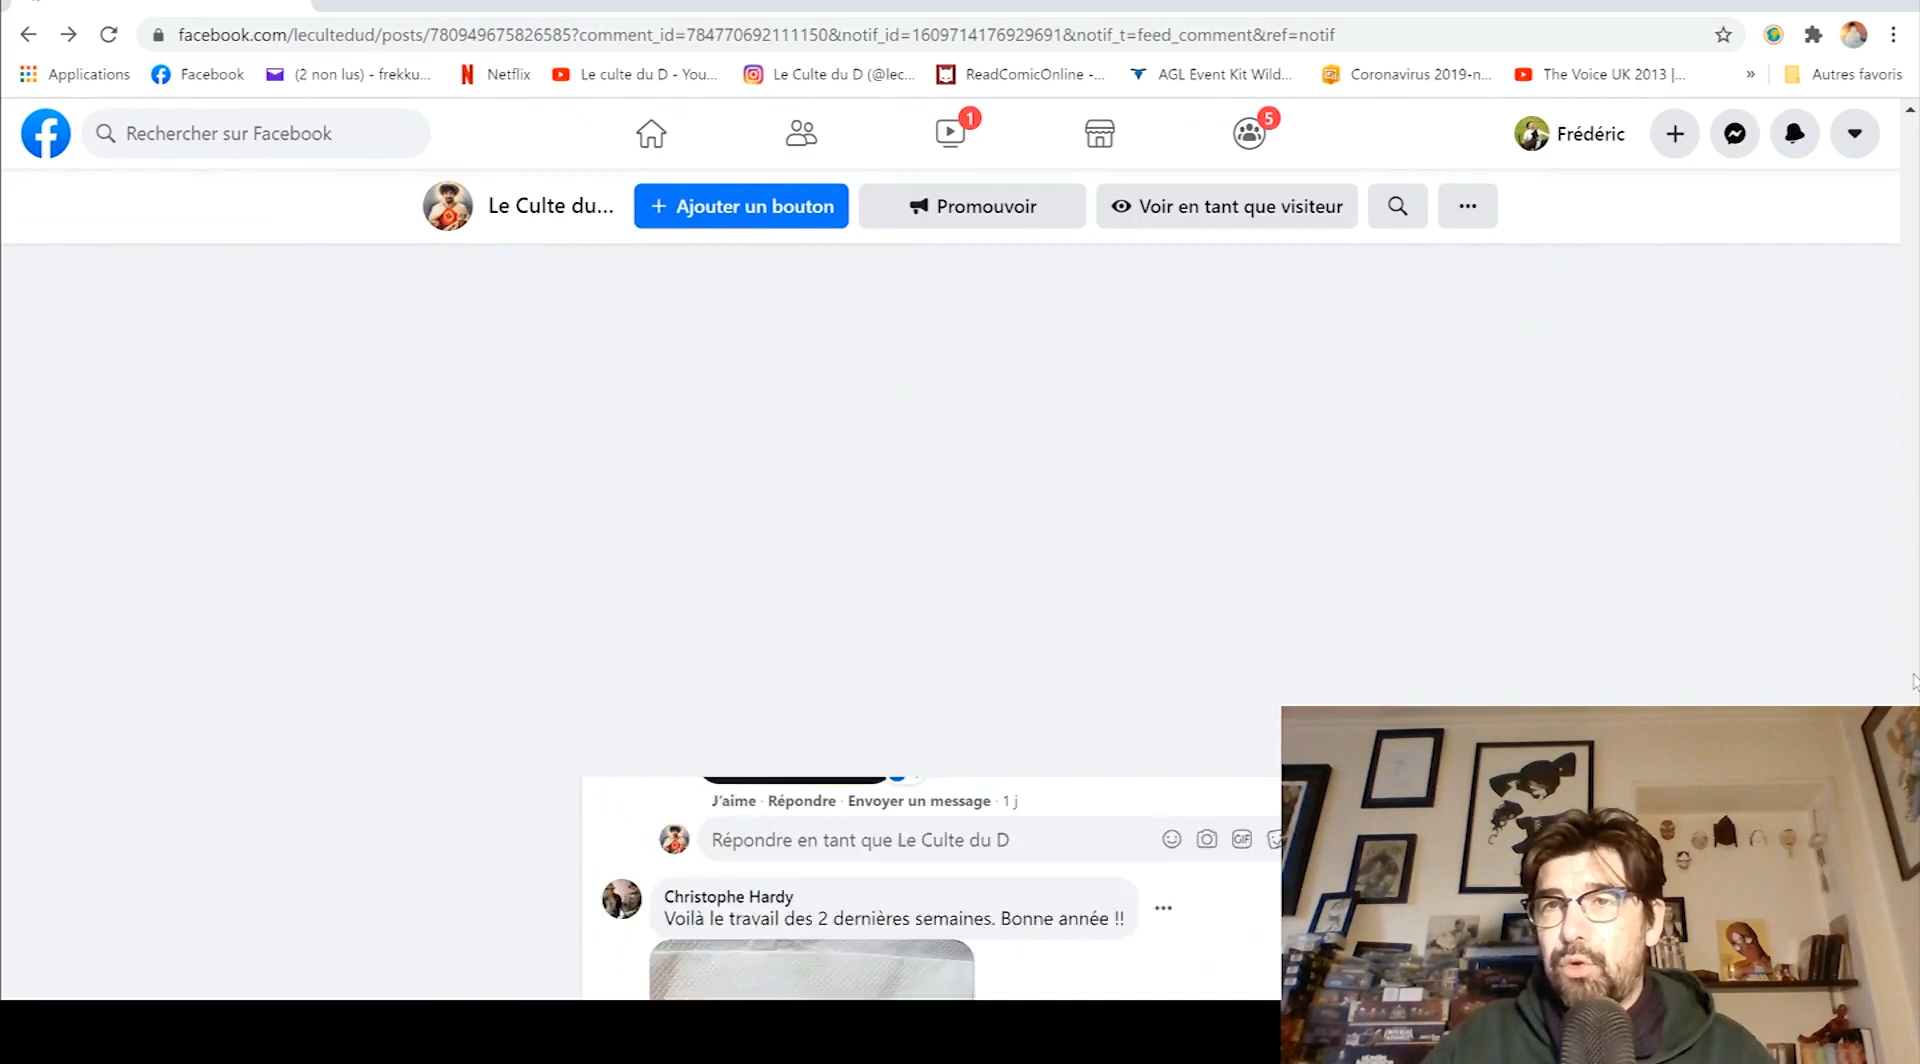 facebook.com/lecultedud/posts/780949675826585?comment_id=784770692111150&notif_id=1609714176929691&notif_t=feed_comment&ref=notif
Applications Facebook (2 non lus) - frekku... Netflix Le culte du D - You... Le Culte du D (@lec... ReadComicOnline -... AGL Event Kit Wild... Coronavirus 2019-n... The Voice UK 2013 |... » Autres favoris
Rechercher sur Facebook 1 5 Frédéric
Le Culte du... + Ajouter un bouton Promouvoir Voir en tant que visiteur ...
J'aime · Répondre · Envoyer un message · 1 j
Répondre en tant que Le Culte du D GIF
Christophe Hardy
Voilà le travail des 2 dernières semaines. Bonne année !!